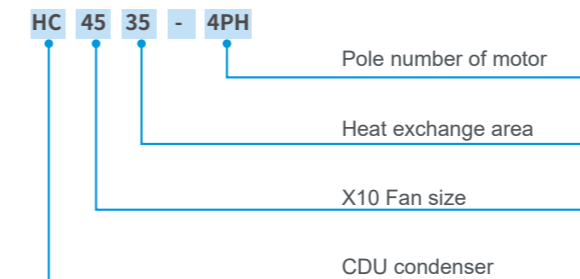 HC 45 35 - 4PH
Pole number of motor
Heat exchange area
X10 Fan size
CDU condenser